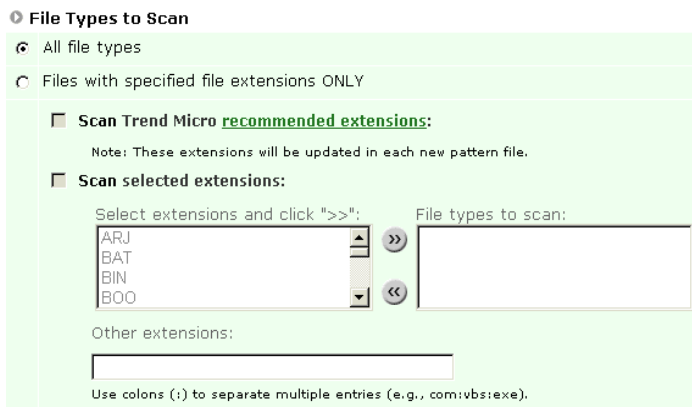 File Types to Scan
All file types
Files with specified file extensions ONLY
Scan Trend Micro recommended extensions:
Note: These extensions will be updated in each new pattern file.
Scan selected extensions:
Select extensions and click ">>": File types to scan:
ARJ
BAT
BIN
BOO
Other extensions:
Use colons (:) to separate multiple entries (e.g., com:vbs:exe).